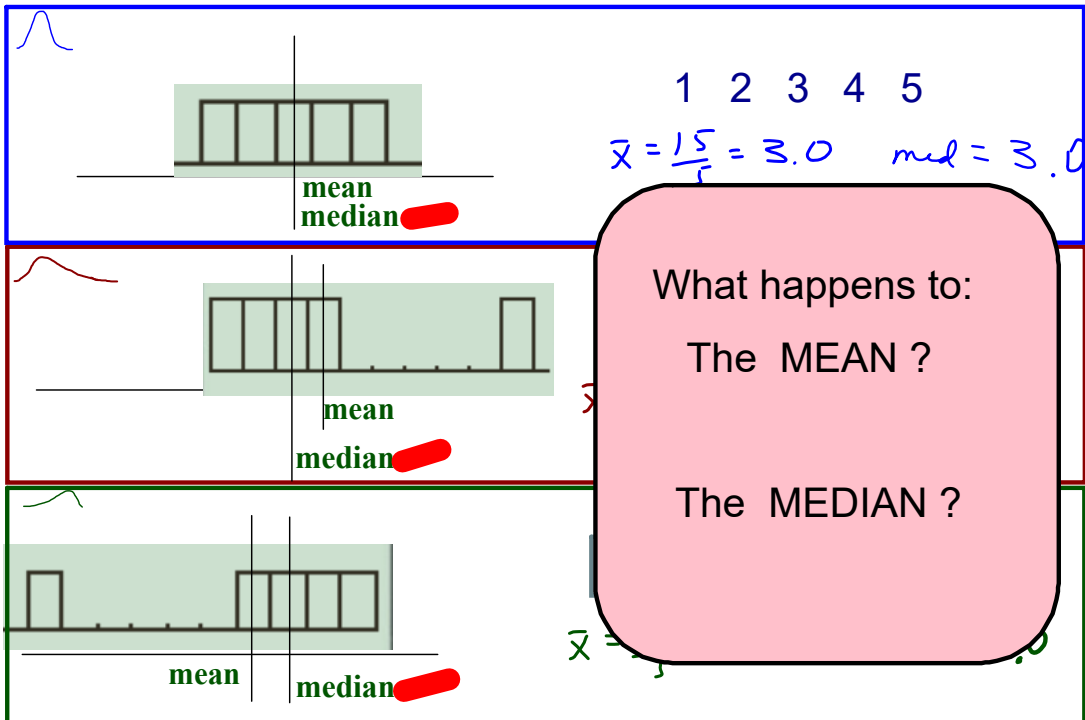 1 2 3 4 5
x̄ = 15/5 = 3.0 med = 3.0
mean
median
What happens to:
The MEAN ?
The MEDIAN ?
mean
median
x̄ =
mean
median